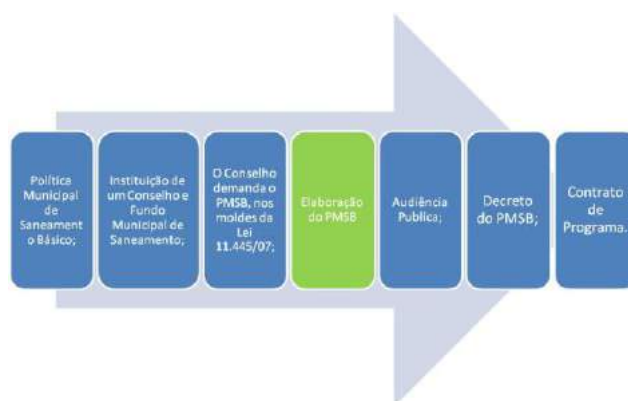 Política
Municipal
de
Saneament
o Básico;
Instituição de
um Conselho e
Fundo
Municipal de
Saneamento;
O Conselho
demanda o
PMSB, nos
moldes da
Lei
11.445/07;
Elaboração
do PMSB
Audiência
Publica;
Decreto
do PMSB;
Contrato
de
Programa.